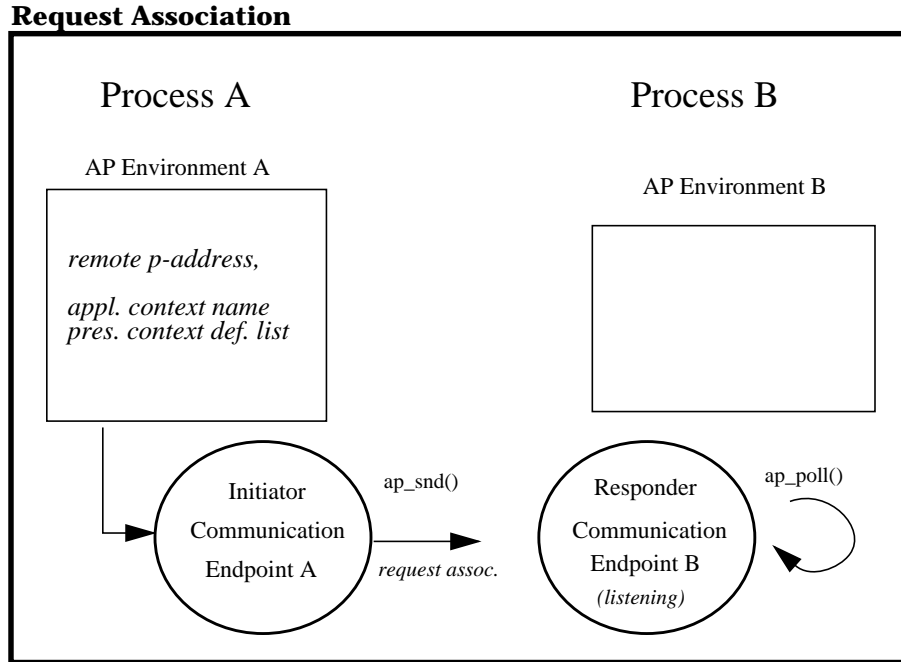 Request Association
Process A
Process B
AP Environment A
AP Environment B
remote p-address,
appl. context name
pres. context def. list
Initiator
Communication
Endpoint A
ap_snd()
request assoc.
Responder
Communication
Endpoint B
(listening)
ap_poll()